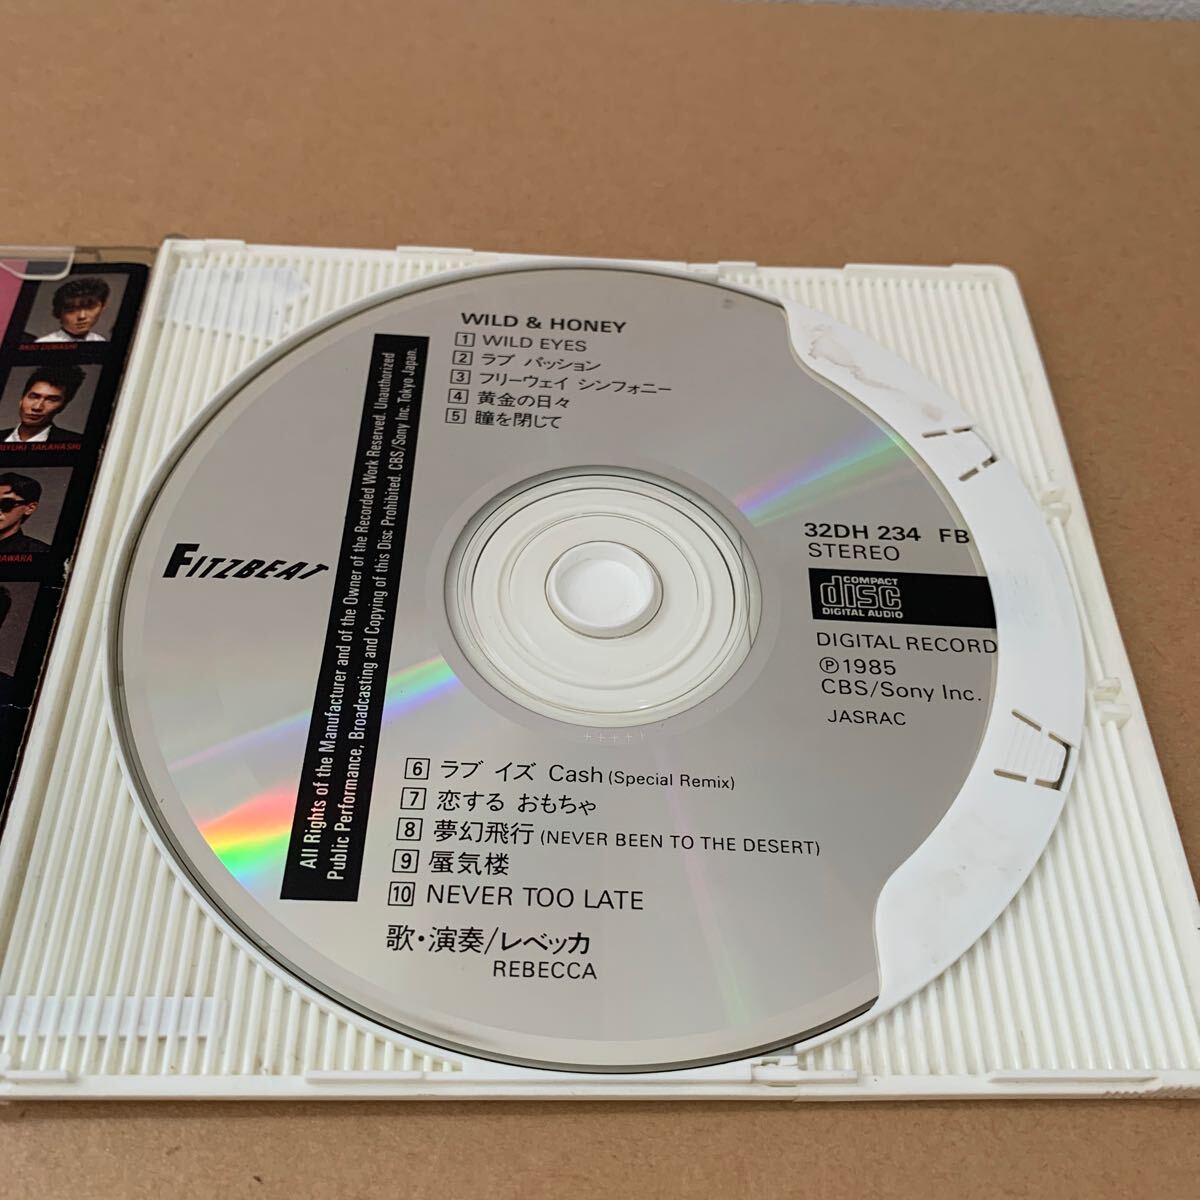 AKIO DOBASHI
RIYUKI TAKAHASHI
AWARA
WILD & HONEY
1 WILD EYES
2 ラブ パッション
3 フリーウェイ シンフォニー
4 黄金の日々
5 瞳を閉じて
FITZBEAT
All Rights of the Manufacturer and of the Owner of the Recorded Work Reserved. Unauthorized
Public Performance, Broadcasting and Copying of this Disc Prohibited. CBS/Sony Inc. Tokyo Japan.
32DH 234 FB
STEREO
COMPACT
disc
DIGITAL AUDIO
DIGITAL RECORD
Ⓟ1985
CBS/Sony Inc.
JASRAC
+++++
6 ラブ イズ Cash (Special Remix)
7 恋する おもちゃ
8 夢幻飛行 (NEVER BEEN TO THE DESERT)
9 蜃気楼
10 NEVER TOO LATE
歌・演奏/レベッカ
REBECCA